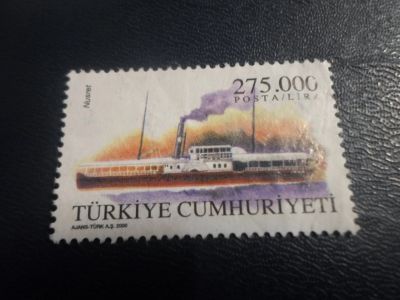 275.000
POSTA/LİRA
Nusret
TÜRKİYE CUMHURİYETİ
AJANS-TÜRK A.Ş. 2000